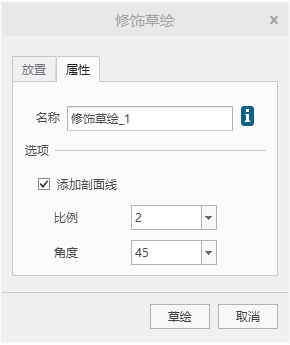 修饰草绘
放置 属性
名称 修饰草绘_1
选项
添加剖面线
比例 2
角度 45
草绘 取消